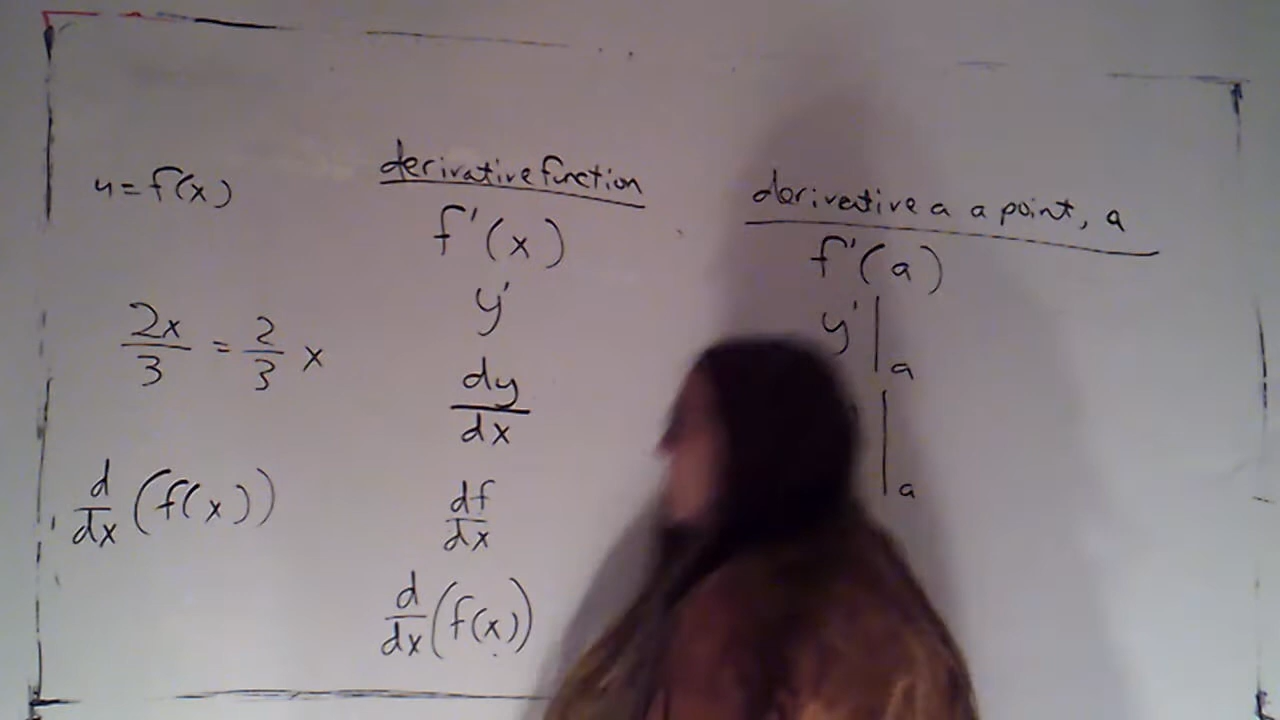 y=f(x)
2x/3 = 2/3 x
d/dx (f(x))
derivative function
f'(x)
y'
dy/dx
df/dx
d/dx (f(x))
derivative a a point, a
f'(a)
y'|a
|a